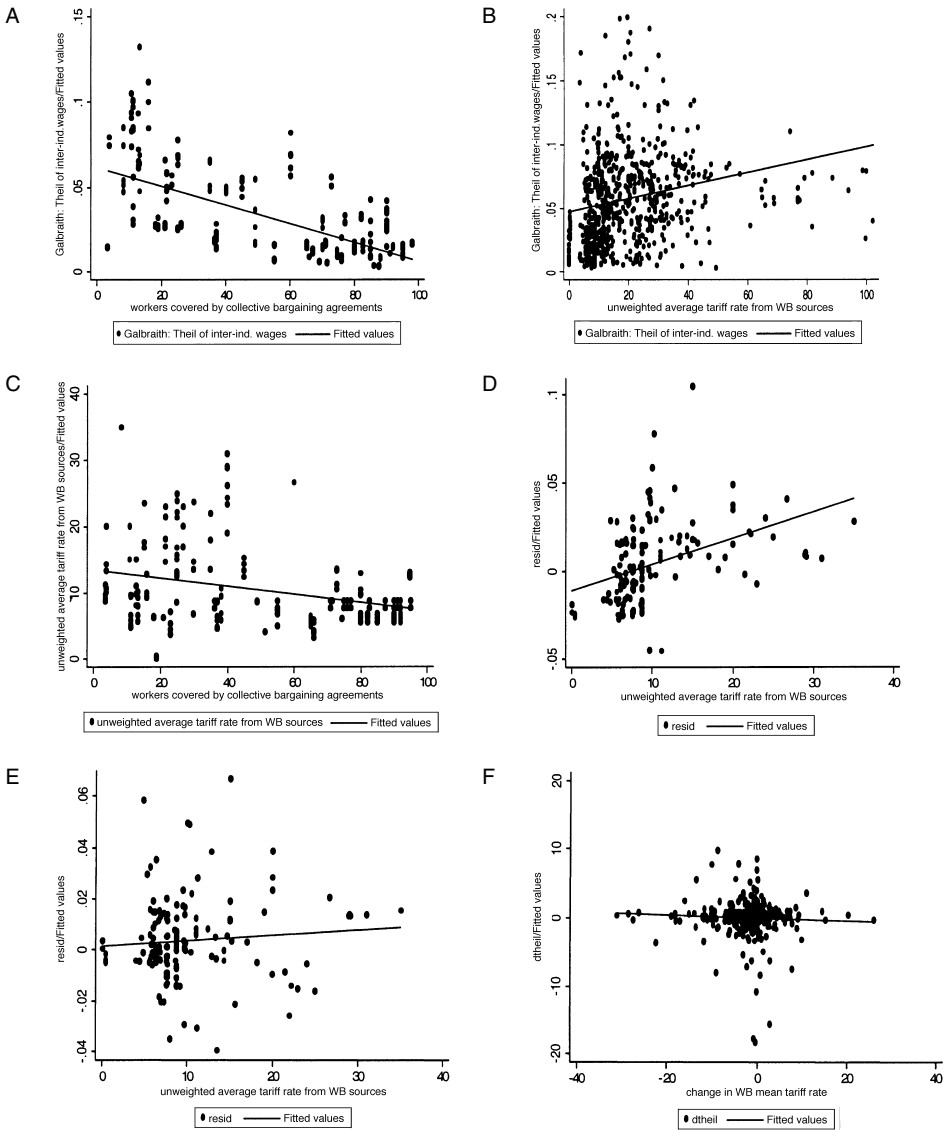 A
Galbraith: Theil of inter-ind. wages/Fitted values
.15
.1
.05
0
0 20 40 60 80 100
workers covered by collective bargaining agreements
Galbraith: Theil of inter-ind. wages Fitted values
B
Galbraith: Theil of inter-ind.wages/Fitted values
.2
.15
.1
.05
0
0 20 40 60 80 100
unweighted average tariff rate from WB sources
Galbraith: Theil of inter-ind. wages Fitted values
C
unweighted average tariff rate from WB sources/Fitted values
40
30
20
10
0
0 20 40 60 80 100
workers covered by collective bargaining agreements
unweighted average tariff rate from WB sources Fitted values
D
resid/Fitted values
.1
.05
0
-.05
0 10 20 30 40
unweighted average tariff rate from WB sources
resid Fitted values
E
resid/Fitted values
.06
.04
.02
0
-.02
-.04
0 10 20 30 40
unweighted average tariff rate from WB sources
resid Fitted values
F
dtheil/Fitted values
20
10
0
-10
-20
-40 -20 0 20 40
change in WB mean tariff rate
dtheil Fitted values